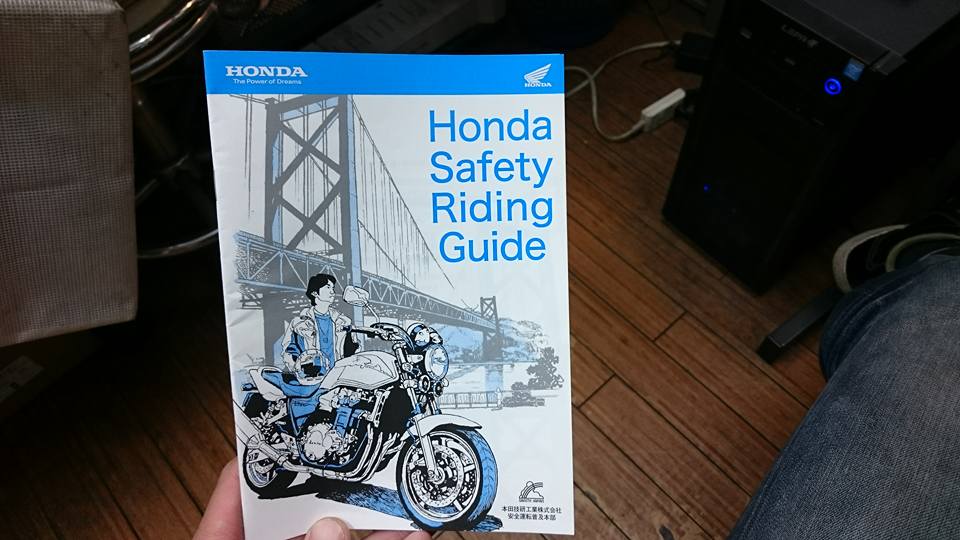 HONDA
The Power of Dreams
HONDA
Honda
Safety
Riding
Guide
本田技研工業株式会社
安全運転普及本部